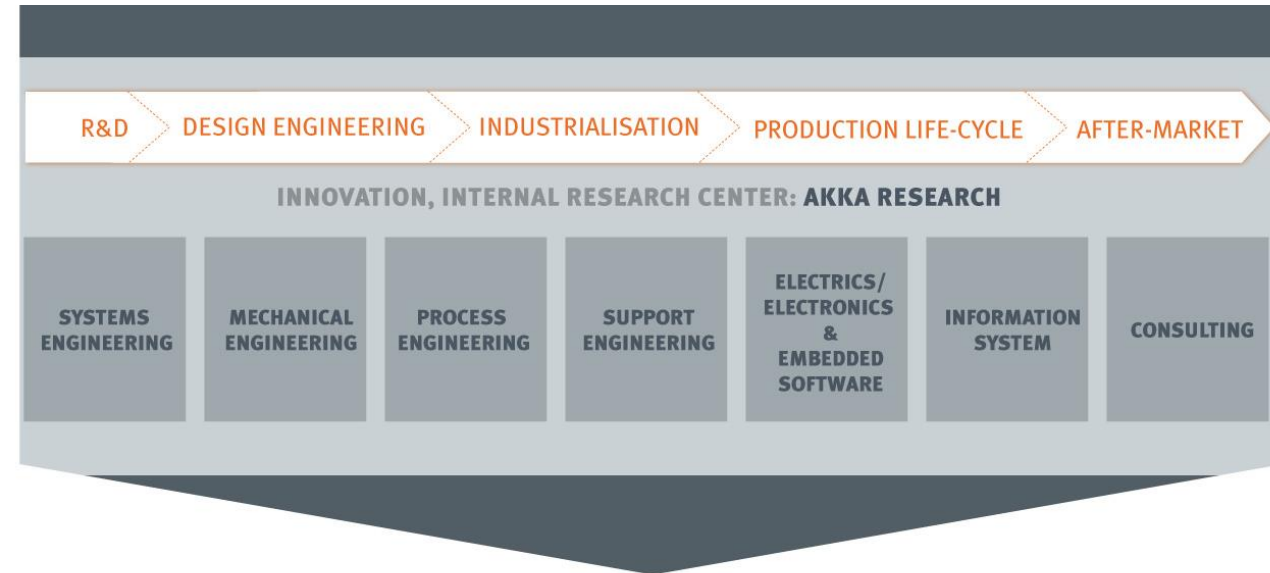 R&D
DESIGN ENGINEERING
INDUSTRIALISATION
PRODUCTION LIFE-CYCLE
AFTER-MARKET
INNOVATION, INTERNAL RESEARCH CENTER: AKKA RESEARCH
SYSTEMS
ENGINEERING
MECHANICAL
ENGINEERING
PROCESS
ENGINEERING
SUPPORT
ENGINEERING
ELECTRICS/
ELECTRONICS
&
EMBEDDED
SOFTWARE
INFORMATION
SYSTEM
CONSULTING